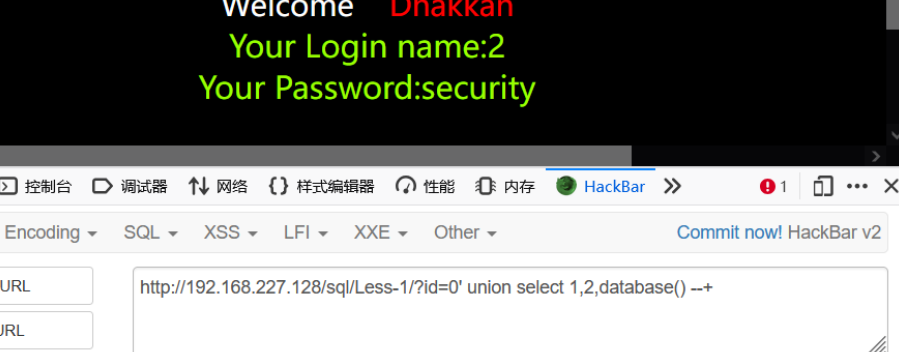 Welcome Dhakkan
Your Login name:2
Your Password:security
控制台 调试器 网络 样式编辑器 性能 内存 HackBar 1
Encoding SQL XSS LFI XXE Other Commit now! HackBar v2
URL
http://192.168.227.128/sql/Less-1/?id=0' union select 1,2,database() --+
URL